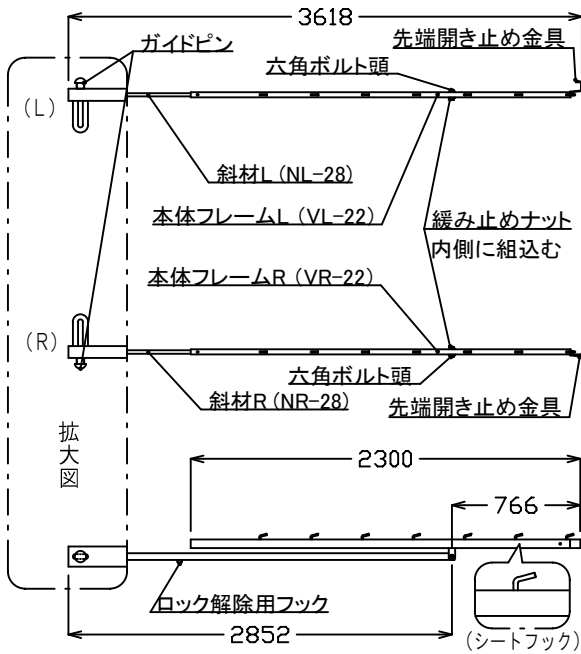 3618
ガイドピン
先端開き止め金具
六角ボルト頭
(L)
斜材L (NL-28)
本体フレームL (VL-22)
緩み止めナット
内側に組込む
本体フレームR (VR-22)
(R)
六角ボルト頭
斜材R (NR-28)
先端開き止め金具
拡大図
2300
766
ロック解除用フック
2852
(シートフック)